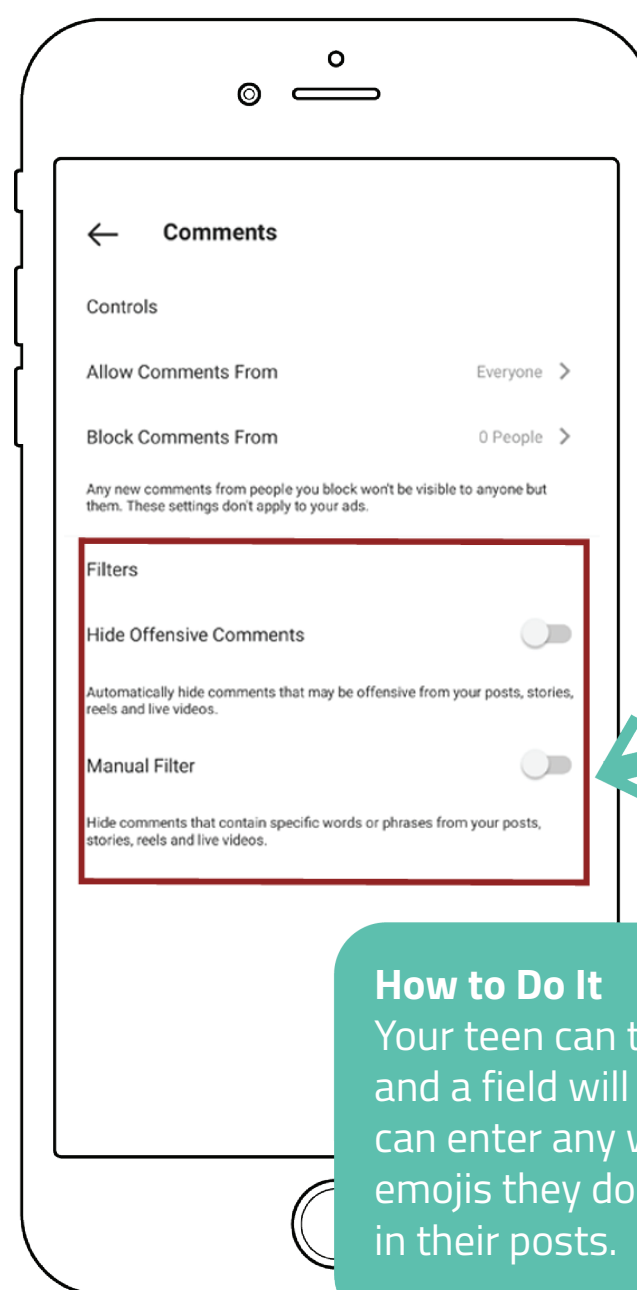 Comments
Controls
Allow Comments From Everyone
Block Comments From 0 People
Any new comments from people you block won't be visible to anyone but
them. These settings don't apply to your ads.
Filters
Hide Offensive Comments
Automatically hide comments that may be offensive from your posts, stories,
reels and live videos.
Manual Filter
Hide comments that contain specific words or phrases from your posts,
stories, reels and live videos.
How to Do It
Your teen can
and a field will
can enter any
emojis they do
in their posts.